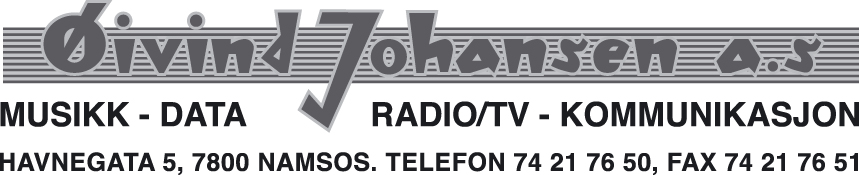 Øivind Johansen a.s
MUSIKK - DATA RADIO/TV - KOMMUNIKASJON
HAVNEGATA 5, 7800 NAMSOS. TELEFON 74 21 76 50, FAX 74 21 76 51